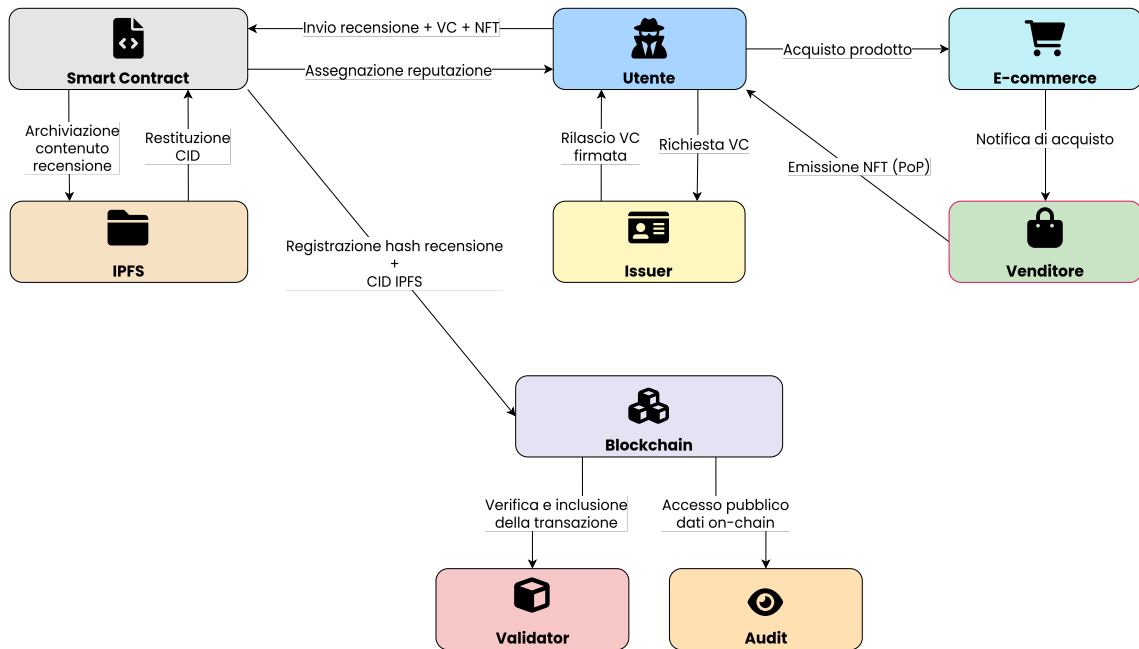 Invio recensione + VC + NFT
Smart Contract
Assegnazione reputazione
Utente
Acquisto prodotto
E-commerce
Archiviazione
contenuto
recensione
Restituzione
CID
Rilascio VC
firmata
Richiesta VC
Notifica di acquisto
Emissione NFT (PoP)
IPFS
Issuer
Venditore
Registrazione hash recensione
+
CID IPFS
Blockchain
Verifica e inclusione
della transazione
Accesso pubblico
dati on-chain
Validator
Audit